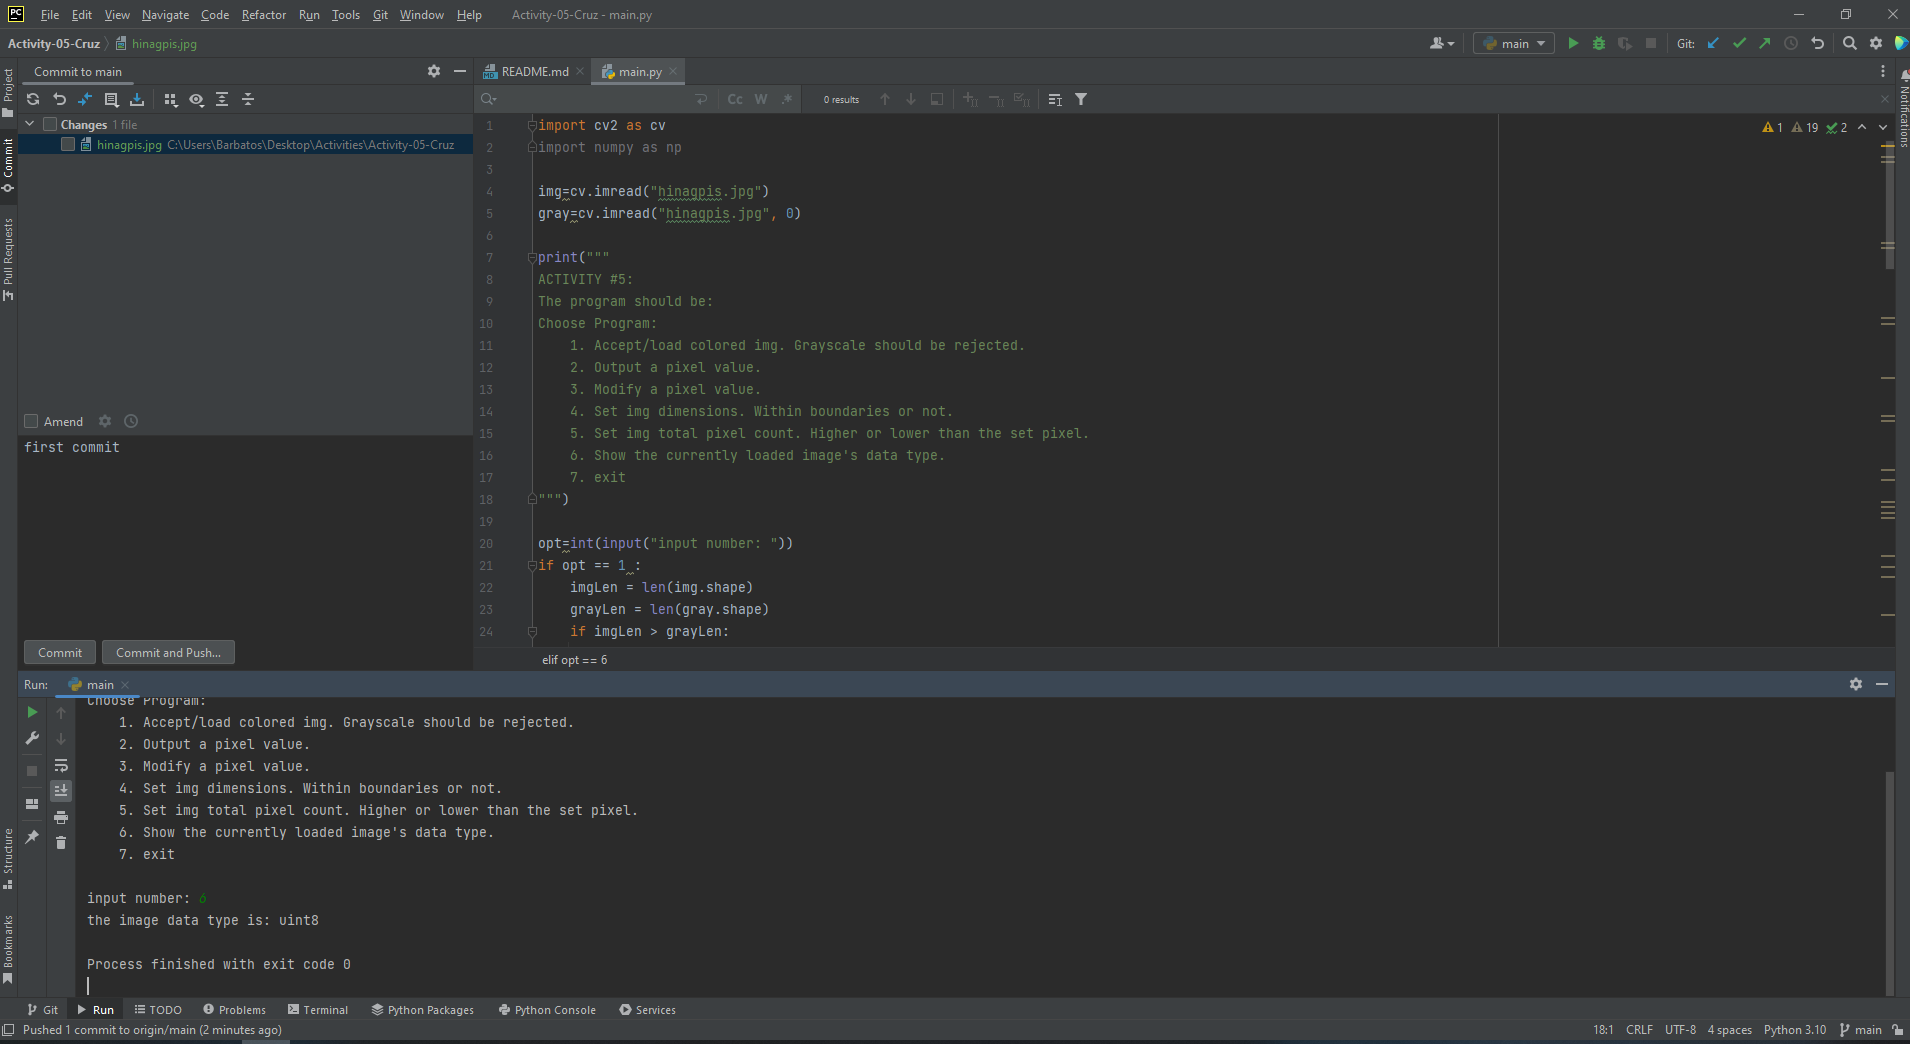 PC File Edit View Navigate Code Refactor Run Tools Git Window Help Activity-05-Cruz - main.py
Activity-05-Cruz hinagpis.jpg main Git:
Project
Commit
Pull Requests
Structure
Bookmarks
Notifications
Commit to main
Changes 1 file
hinagpis.jpg C:\Users\Barbatos\Desktop\Activities\Activity-05-Cruz
Amend
first commit
Commit Commit and Push...
README.md main.py
Cc W .* 0 results
1 19 2
1 import cv2 as cv
2 import numpy as np
3
4 img=cv.imread("hinagpis.jpg")
5 gray=cv.imread("hinagpis.jpg", 0)
6
7 print("""
8 ACTIVITY #5:
9 The program should be:
10 Choose Program:
11 1. Accept/load colored img. Grayscale should be rejected.
12 2. Output a pixel value.
13 3. Modify a pixel value.
14 4. Set img dimensions. Within boundaries or not.
15 5. Set img total pixel count. Higher or lower than the set pixel.
16 6. Show the currently loaded image's data type.
17 7. exit
18 """)
19
20 opt=int(input("input number: "))
21 if opt == 1 :
22 imgLen = len(img.shape)
23 grayLen = len(gray.shape)
24 if imgLen > grayLen:
elif opt == 6
Run: main
Choose Program:
1. Accept/load colored img. Grayscale should be rejected.
2. Output a pixel value.
3. Modify a pixel value.
4. Set img dimensions. Within boundaries or not.
5. Set img total pixel count. Higher or lower than the set pixel.
6. Show the currently loaded image's data type.
7. exit
input number: 6
the image data type is: uint8
Process finished with exit code 0
Git Run TODO Problems Terminal Python Packages Python Console Services
Pushed 1 commit to origin/main (2 minutes ago) 18:1 CRLF UTF-8 4 spaces Python 3.10 main